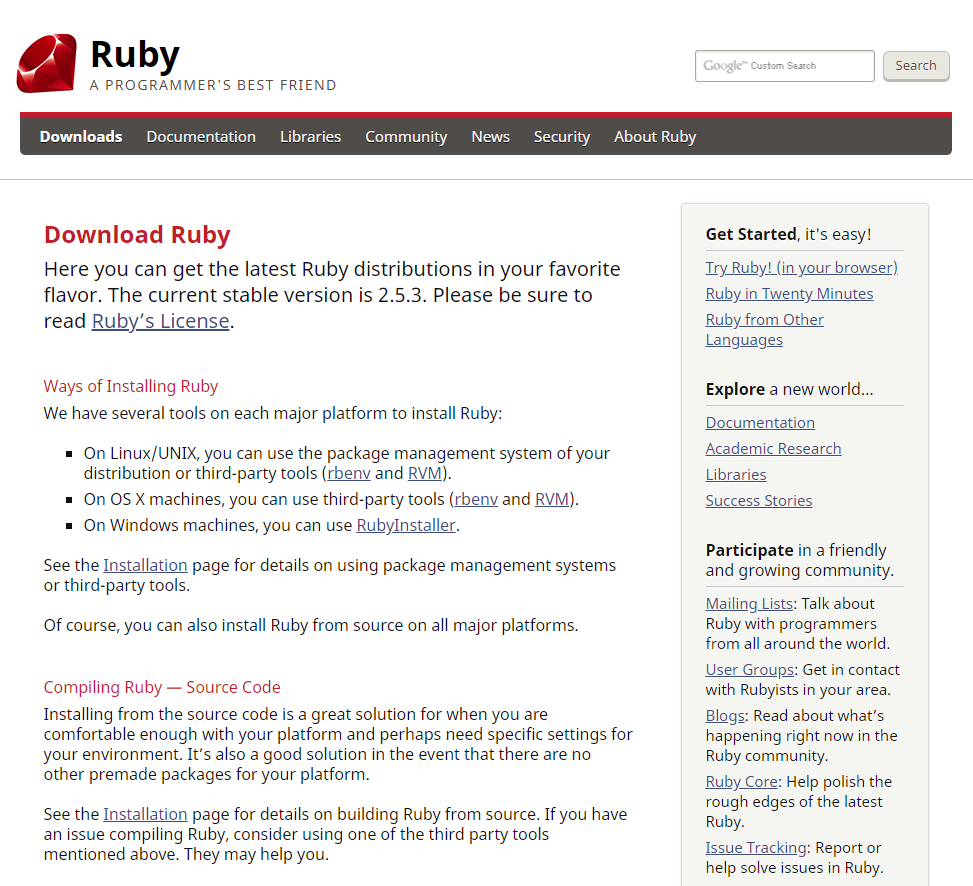 Ruby
A PROGRAMMER'S BEST FRIEND
Google™ Custom Search
Search
Downloads Documentation Libraries Community News Security About Ruby
Download Ruby
Here you can get the latest Ruby distributions in your favorite
flavor. The current stable version is 2.5.3. Please be sure to
read Ruby’s License.
Ways of Installing Ruby
We have several tools on each major platform to install Ruby:
On Linux/UNIX, you can use the package management system of your
distribution or third-party tools (rbenv and RVM).
On OS X machines, you can use third-party tools (rbenv and RVM).
On Windows machines, you can use RubyInstaller.
See the Installation page for details on using package management systems
or third-party tools.
Of course, you can also install Ruby from source on all major platforms.
Compiling Ruby — Source Code
Installing from the source code is a great solution for when you are
comfortable enough with your platform and perhaps need specific settings for
your environment. It’s also a good solution in the event that there are no
other premade packages for your platform.
See the Installation page for details on building Ruby from source. If you have
an issue compiling Ruby, consider using one of the third party tools
mentioned above. They may help you.
Get Started, it's easy!
Try Ruby! (in your browser)
Ruby in Twenty Minutes
Ruby from Other
Languages
Explore a new world...
Documentation
Academic Research
Libraries
Success Stories
Participate in a friendly
and growing community.
Mailing Lists: Talk about
Ruby with programmers
from all around the world.
User Groups: Get in contact
with Rubyists in your area.
Blogs: Read about what’s
happening right now in the
Ruby community.
Ruby Core: Help polish the
rough edges of the latest
Ruby.
Issue Tracking: Report or
help solve issues in Ruby.